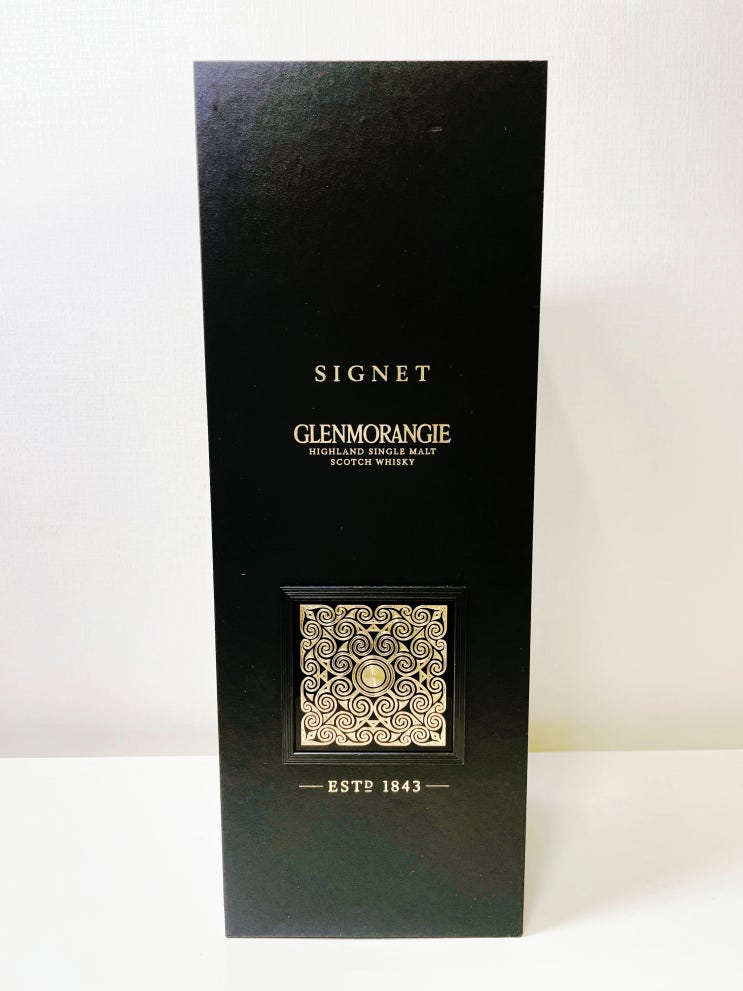 SIGNET
GLENMORANGIE
HIGHLAND SINGLE MALT
SCOTCH WHISKY
ESTD 1843